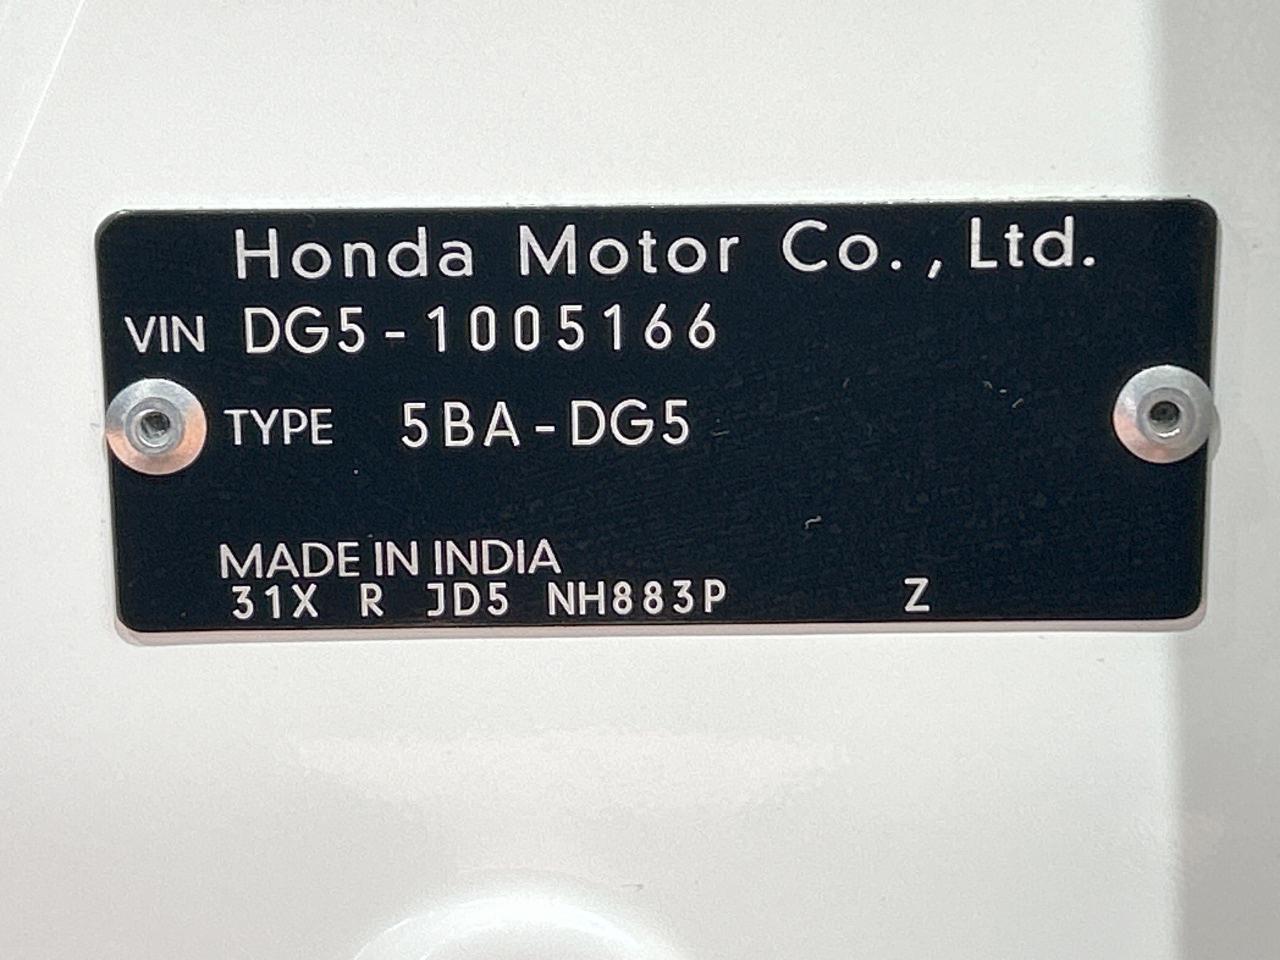 Honda Motor Co., Ltd.
VIN DG5-1005166
TYPE 5BA-DG5
MADE IN INDIA
31X R JD5 NH883P Z